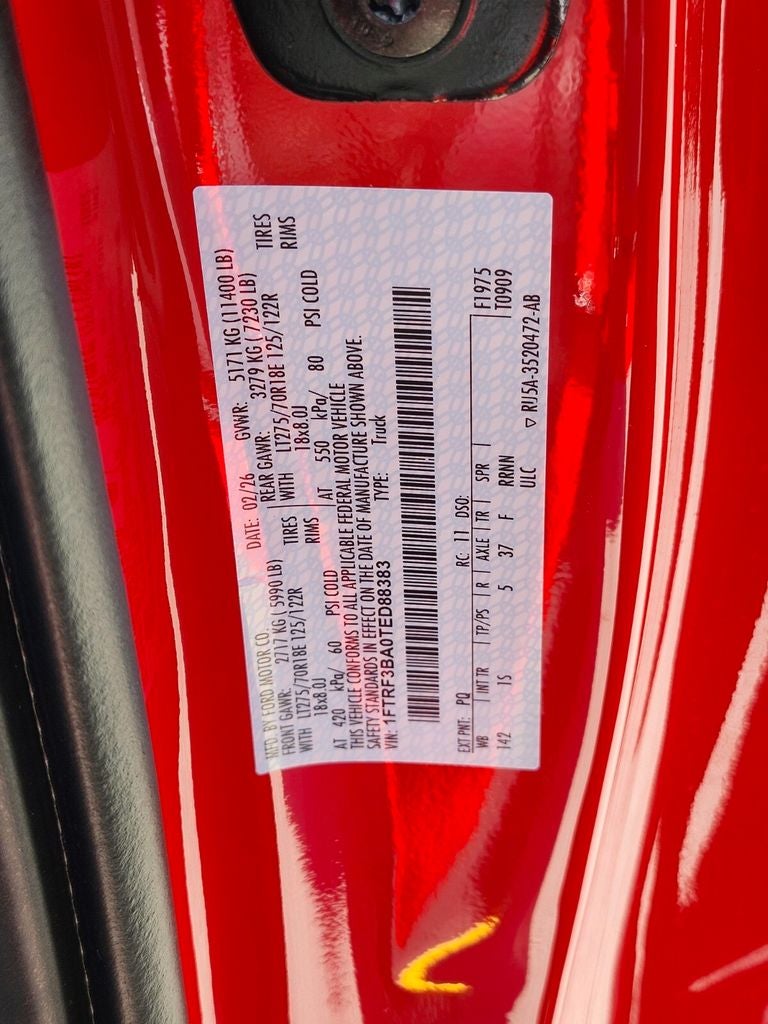 MFD. BY FORD MOTOR CO.
DATE: 02/26 GVWR: 5171 KG (11400 LB)
FRONT GAWR: 2717 KG ( 5990 LB) REAR GAWR: 3279 KG ( 7230 LB)
WITH LT275/70R18E 125/122R TIRES WITH LT275/70R18E 125/122R TIRES
18x8.0J RIMS 18x8.0J RIMS
AT 420 kPa/ 60 PSI COLD AT 550 kPa/ 80 PSI COLD
THIS VEHICLE CONFORMS TO ALL APPLICABLE FEDERAL MOTOR VEHICLE
SAFETY STANDARDS IN EFFECT ON THE DATE OF MANUFACTURE SHOWN ABOVE.
VIN: 1FTRF3BA0TED88383 TYPE: Truck
EXT PNT: PQ RC: 11 DSO: F1975
WB INT TR TP/PS R AXLE TR SPR T0909
142 1S 5 37 F RRNN
ULC
▽ RU5A-3520472-AB